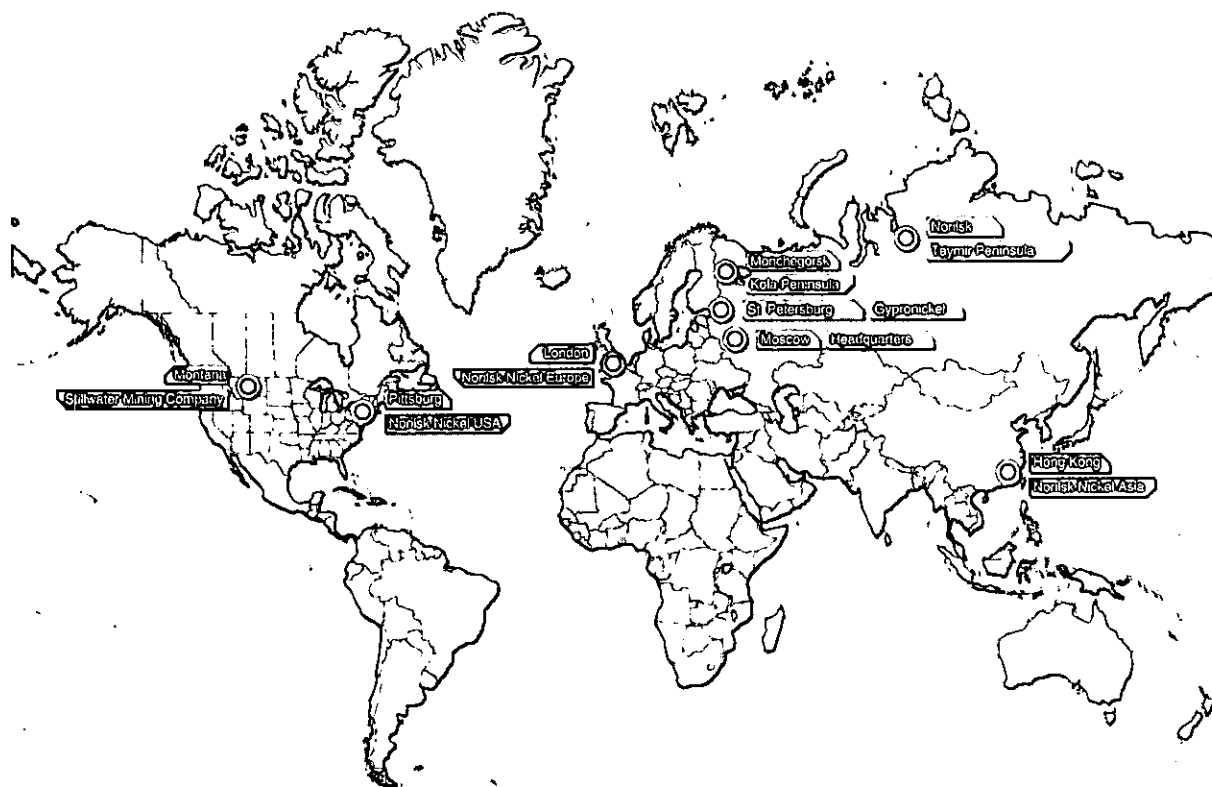 Norilsk
Taymir Peninsula
Monchegorsk
Kola Peninsula
St. Petersburg Gypronickel
Moscow Headquarters
London
Norilsk Nickel Europe
Montana
Stillwater Mining Company
Pittsburg
Norilsk Nickel USA
Hong Kong
Norilsk Nickel Asia